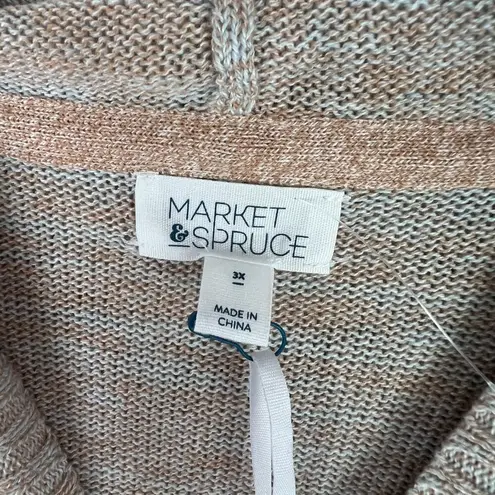 MARKET
&SPRUCE
3X
MADE IN
CHINA